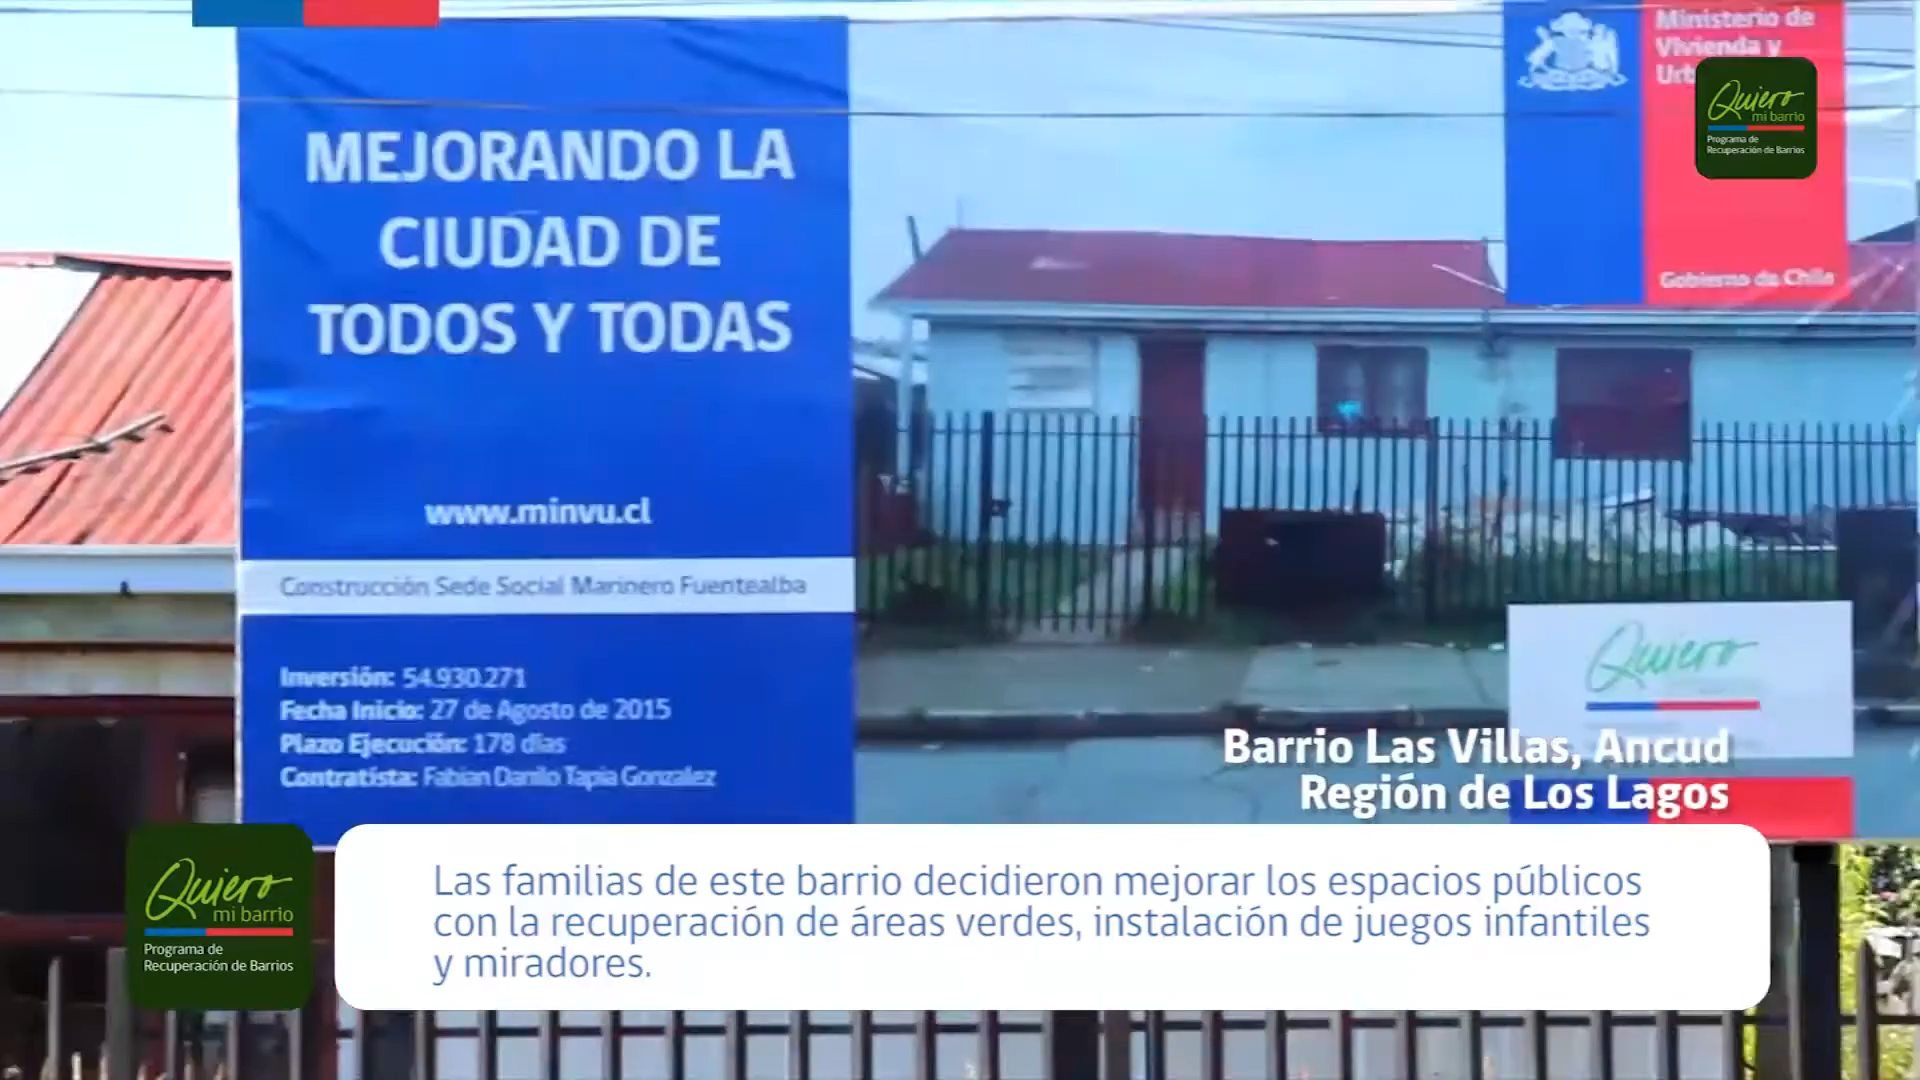 MEJORANDO LA
CIUDAD DE
TODOS Y TODAS
www.minvu.cl
Construcción Sede Social Marinero Fuentealba
Inversión: 54.930.271
Fecha Inicio: 27 de Agosto de 2015
Plazo Ejecución: 178 días
Contratista: Fabian Danilo Tapia Gonzalez
Ministerio de
Vivienda y
Gobierno de Chile
Quiero
mi barrio
Programa de
Recuperación de Barrios
Quiero
Barrio Las Villas, Ancud
Región de Los Lagos
Quiero
mi barrio
Programa de
Recuperación de Barrios
Las familias de este barrio decidieron mejorar los espacios públicos
con la recuperación de áreas verdes, instalación de juegos infantiles
y miradores.